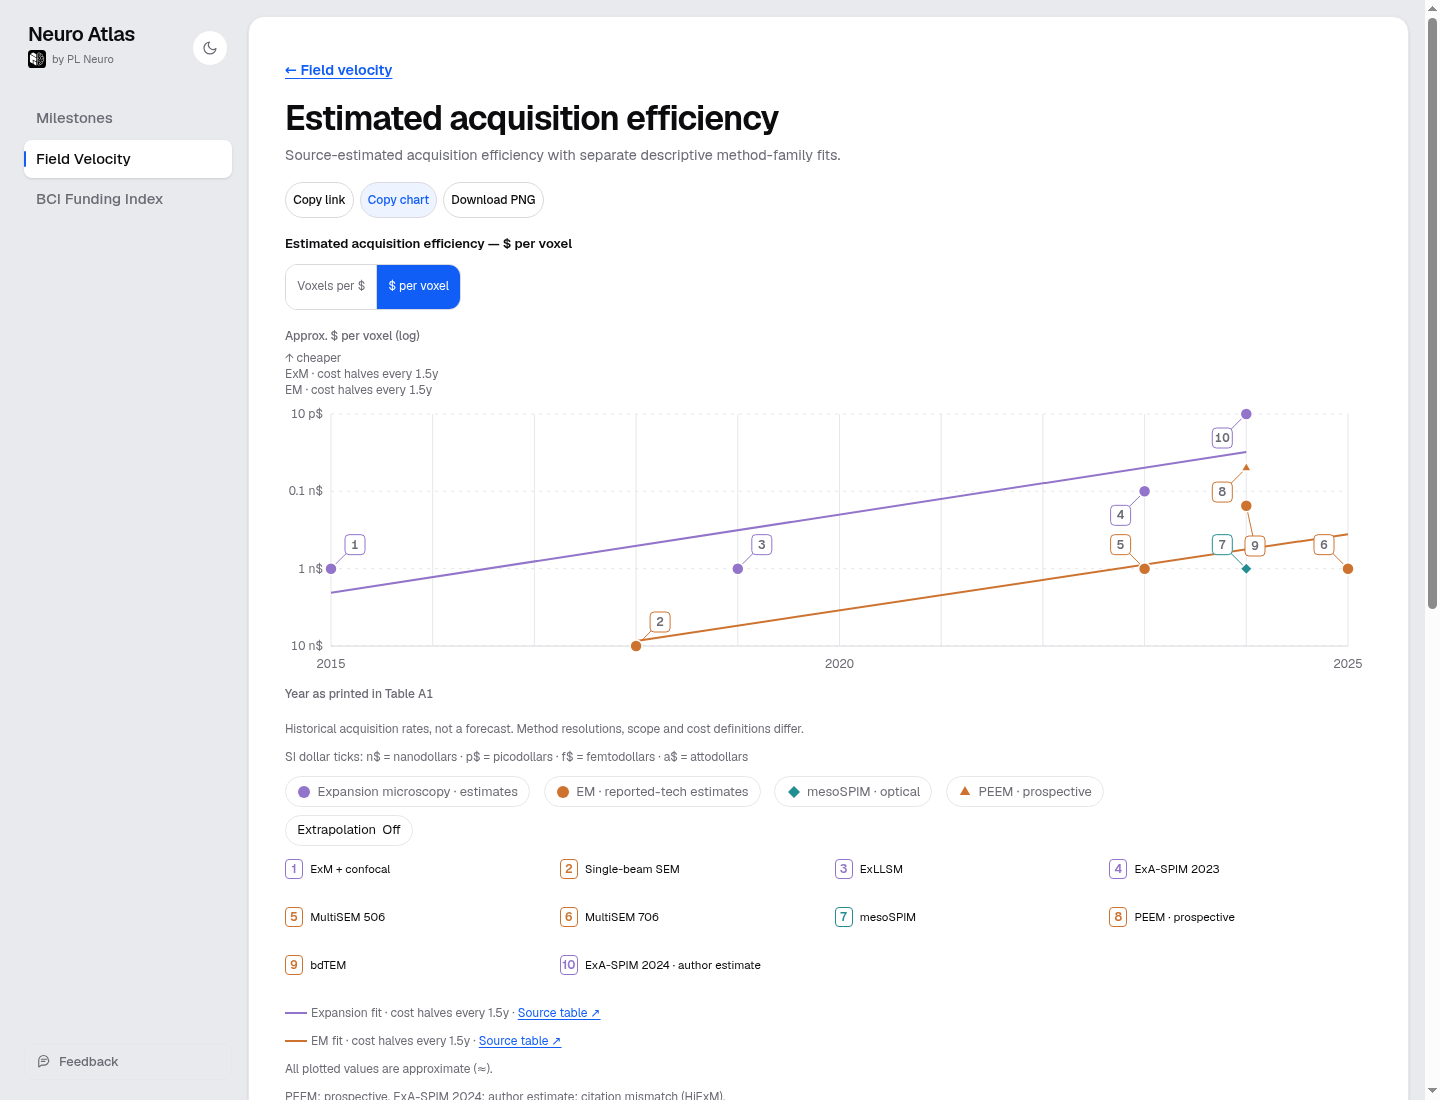 Neuro Atlas
by PL Neuro
Milestones
Field Velocity
BCI Funding Index
Feedback
← Field velocity
Estimated acquisition efficiency
Source-estimated acquisition efficiency with separate descriptive method-family fits.
Copy link Copy chart Download PNG
Estimated acquisition efficiency — $ per voxel
Voxels per $ $ per voxel
Approx. $ per voxel (log)
↑ cheaper
ExM · cost halves every 1.5y
EM · cost halves every 1.5y
10 p$
10
0.1 n$
8
4
1
3
5
7
9
6
1 n$
2
10 n$
2015 2020 2025
Year as printed in Table A1
Historical acquisition rates, not a forecast. Method resolutions, scope and cost definitions differ.
SI dollar ticks: n$ = nanodollars · p$ = picodollars · f$ = femtodollars · a$ = attodollars
Expansion microscopy · estimates EM · reported-tech estimates mesoSPIM · optical PEEM · prospective
Extrapolation Off
1 ExM + confocal 2 Single-beam SEM 3 ExLLSM 4 ExA-SPIM 2023
5 MultiSEM 506 6 MultiSEM 706 7 mesoSPIM 8 PEEM · prospective
9 bdTEM 10 ExA-SPIM 2024 · author estimate
Expansion fit · cost halves every 1.5y · Source table ↗
EM fit · cost halves every 1.5y · Source table ↗
All plotted values are approximate (≈).
PEEM: prospective. ExA-SPIM 2024: author estimate; citation mismatch (HiExM).